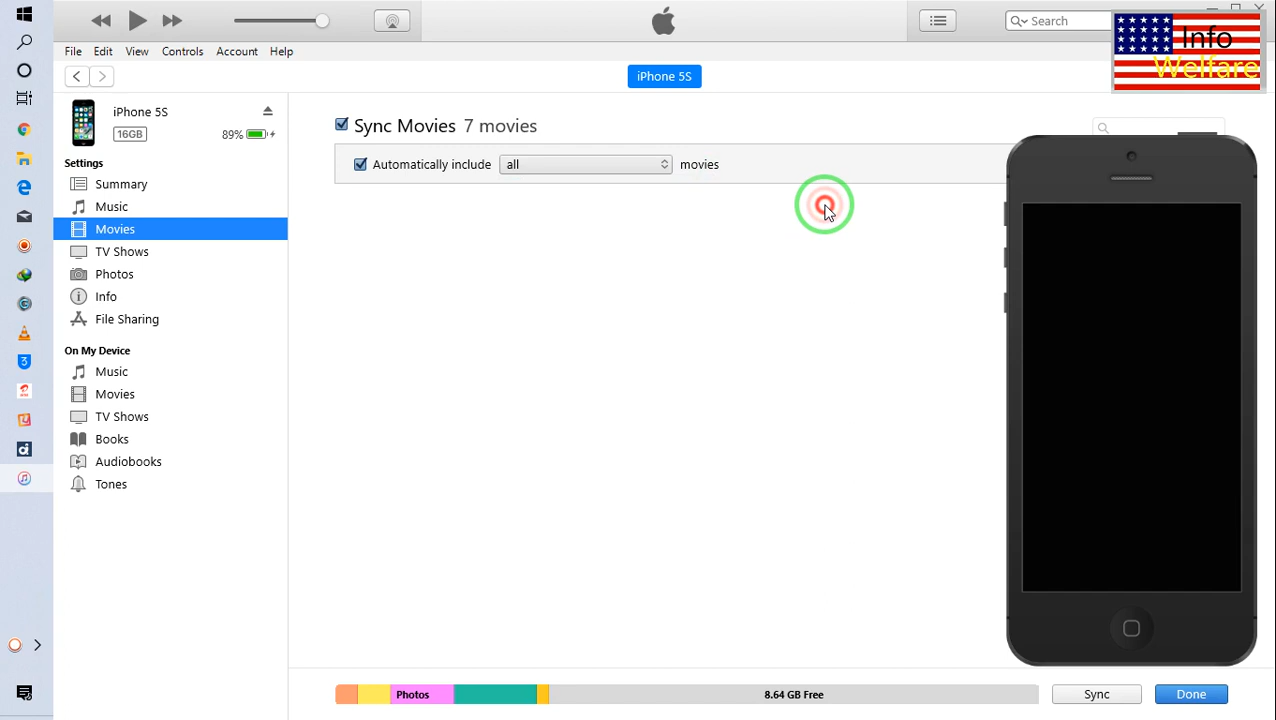 Search
Info
Welfare
File Edit View Controls Account Help
iPhone 5S
iPhone 5S
16GB 89%
Settings
Summary
Music
Movies
TV Shows
Photos
Info
File Sharing
On My Device
Music
Movies
TV Shows
Books
Audiobooks
Tones
Sync Movies 7 movies
Automatically include all movies
Photos 8.64 GB Free Sync Done